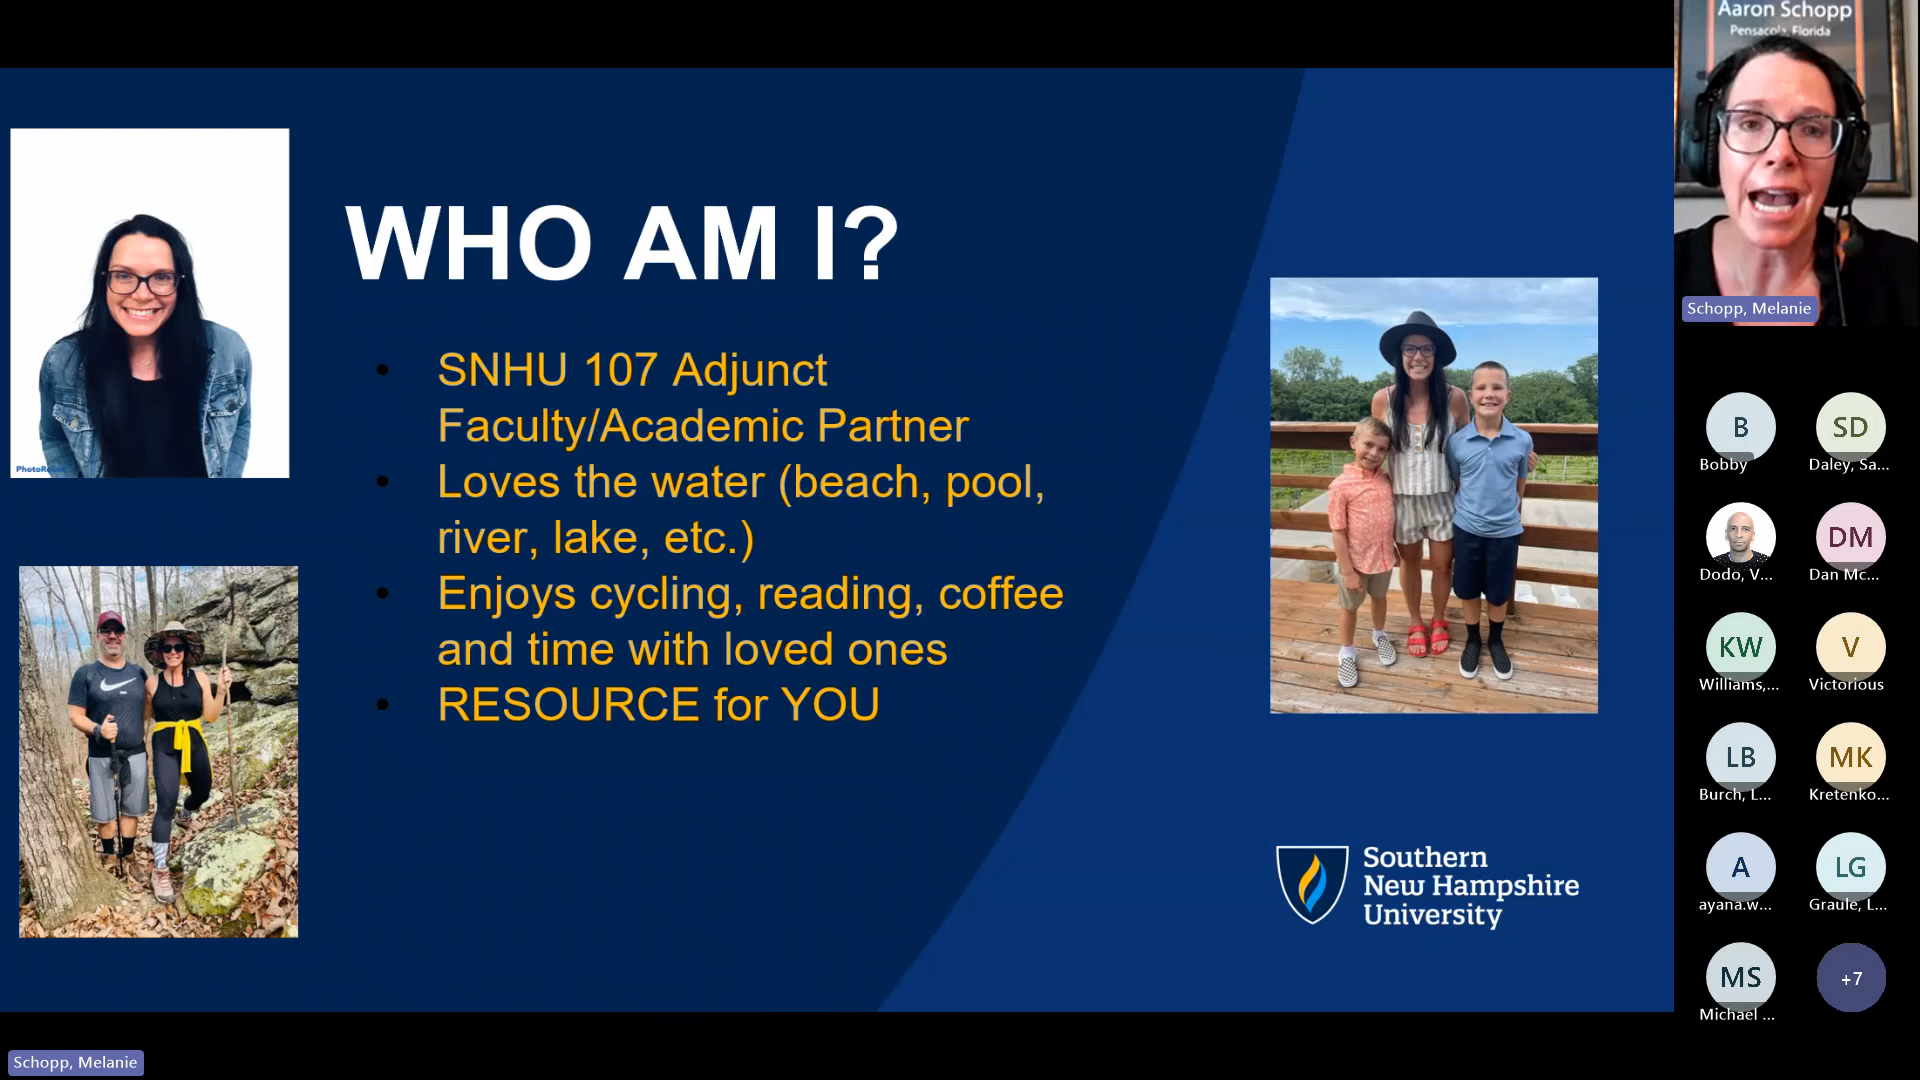 WHO AM I?
• SNHU 107 Adjunct
Faculty/Academic Partner
• Loves the water (beach, pool,
river, lake, etc.)
• Enjoys cycling, reading, coffee
and time with loved ones
• RESOURCE for YOU
Southern
New Hampshire
University
Aaron Schopp
Pensacola, Florida
Schopp, Melanie
B
Bobby
SD
Daley, Sa...
Dodo, V...
DM
Dan Mc...
KW
Williams,...
V
Victorious
LB
Burch, L...
MK
Kretenko...
A
ayana.w...
LG
Graule, L...
MS
Michael ...
+7
Schopp, Melanie